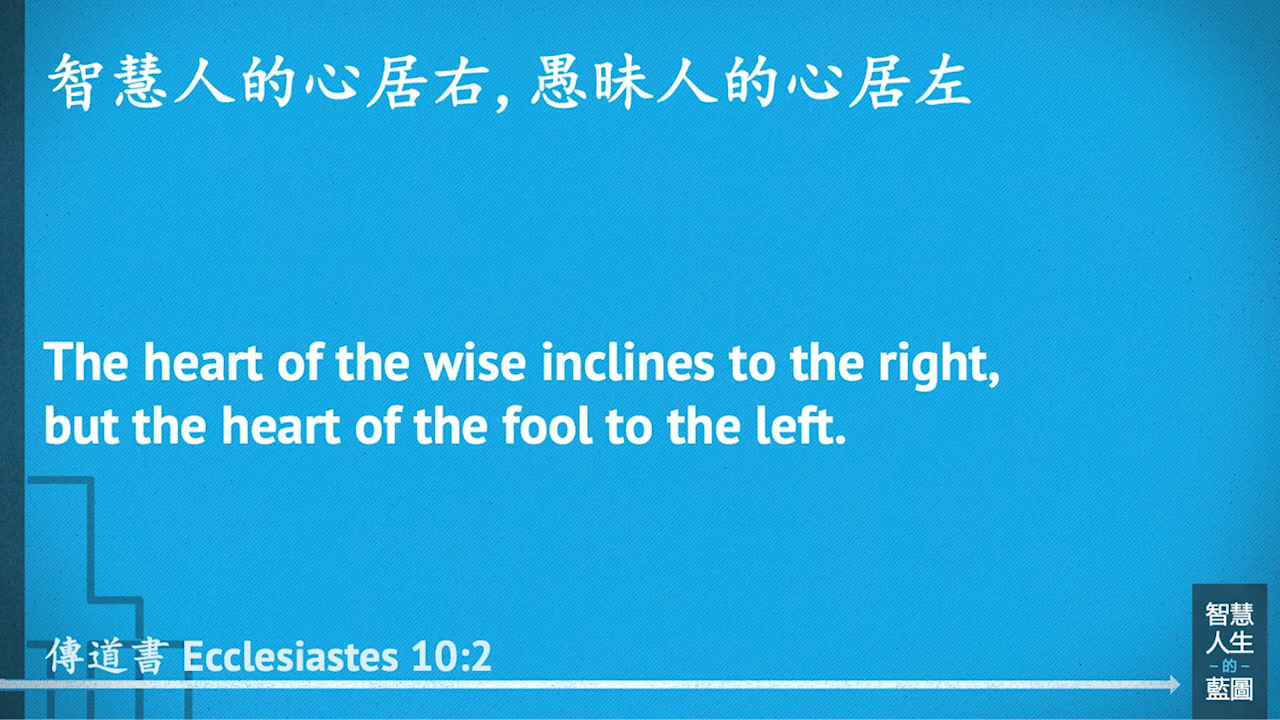 智慧人的心居右,愚昧人的心居左
The heart of the wise inclines to the right,
but the heart of the fool to the left.
傳道書 Ecclesiastes 10:2
智慧
人生
–的–
藍圖